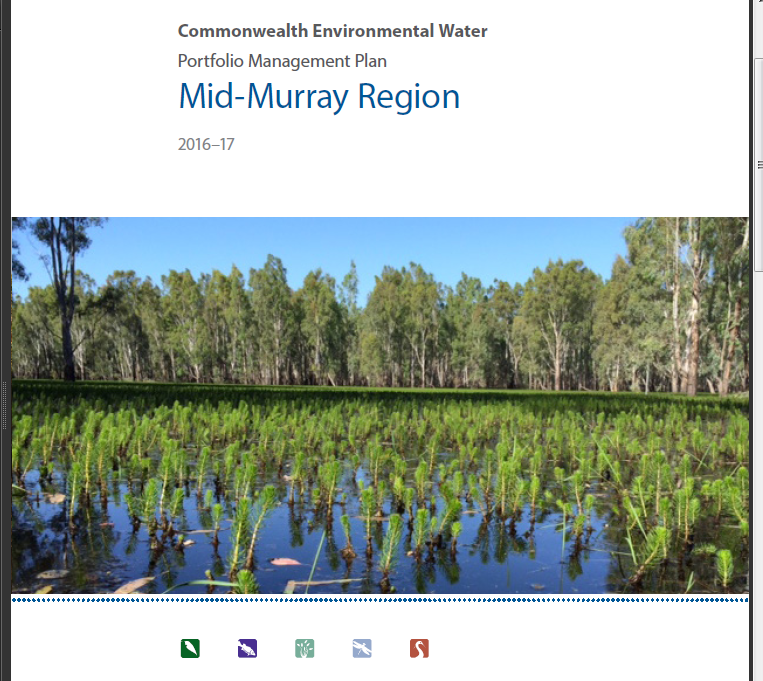 Commonwealth Environmental Water
Portfolio Management Plan
Mid-Murray Region
2016–17